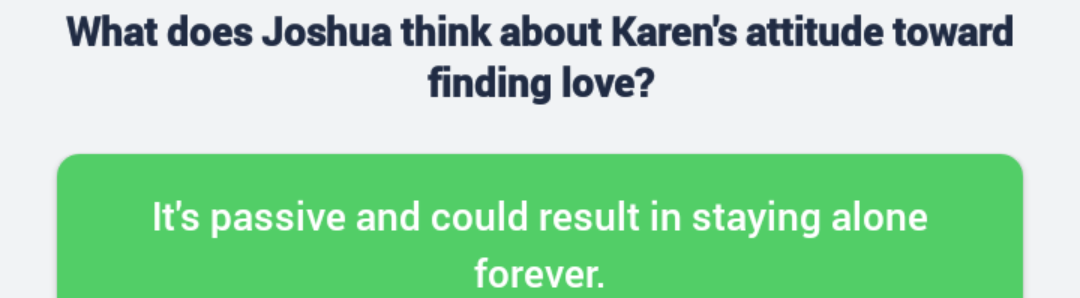 What does Joshua think about Karen's attitude toward
finding love?
It's passive and could result in staying alone
forever.